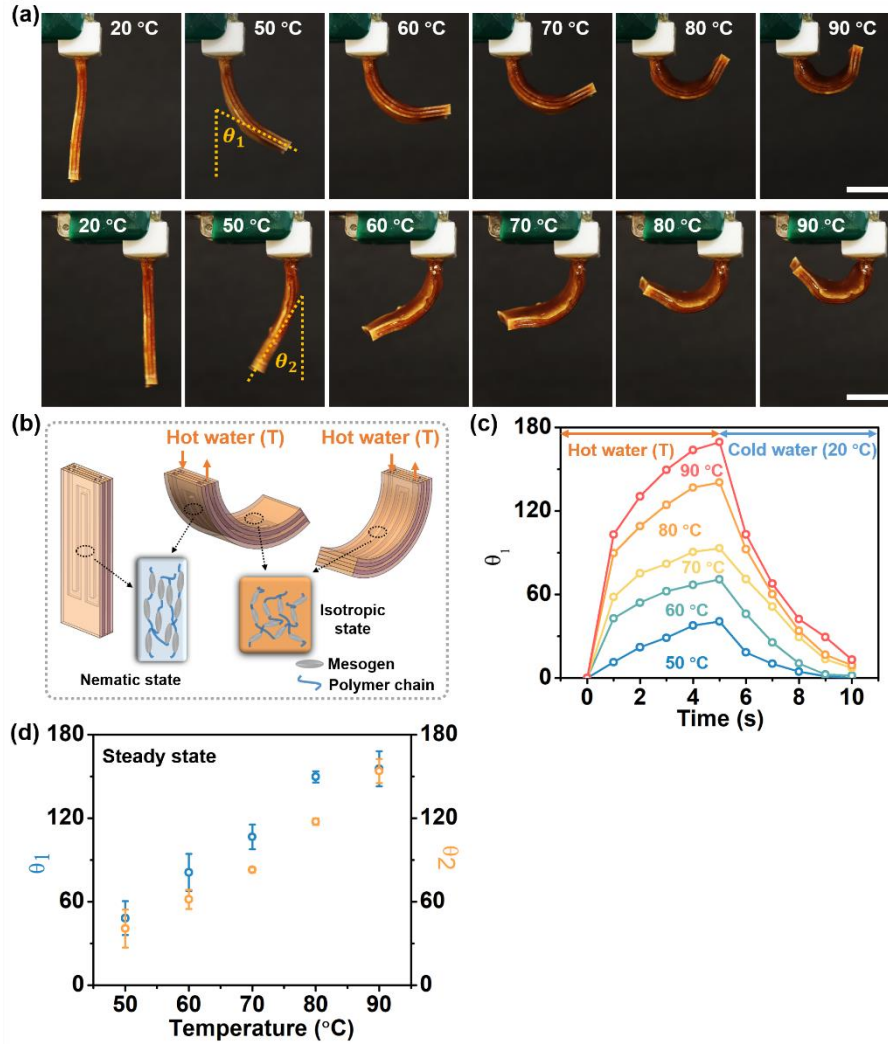 (a)
20 °C
50 °C
60 °C
70 °C
80 °C
90 °C
θ1
20 °C
50 °C
60 °C
70 °C
80 °C
90 °C
θ2
(b)
Hot water (T)
Hot water (T)
Isotropic
state
Mesogen
Nematic state
Polymer chain
(c)
180
Hot water (T)
Cold water (20 °C)
90 °C
120
80 °C
θ1
70 °C
60
60 °C
50 °C
0
0 2 4 6 8 10
Time (s)
(d)
180
Steady state
180
120
120
θ1
θ2
60
60
0
0
50 60 70 80 90
Temperature (°C)